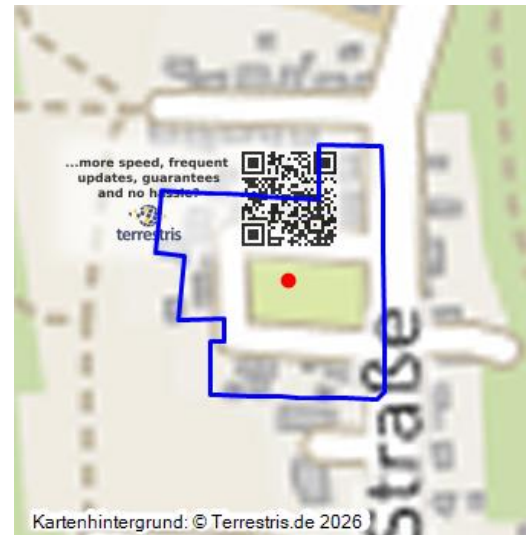 ...more speed, frequent
updates, guarantees
and no hassle?
terrestris
straße
Kartenhintergrund: © Terrestris.de 2026